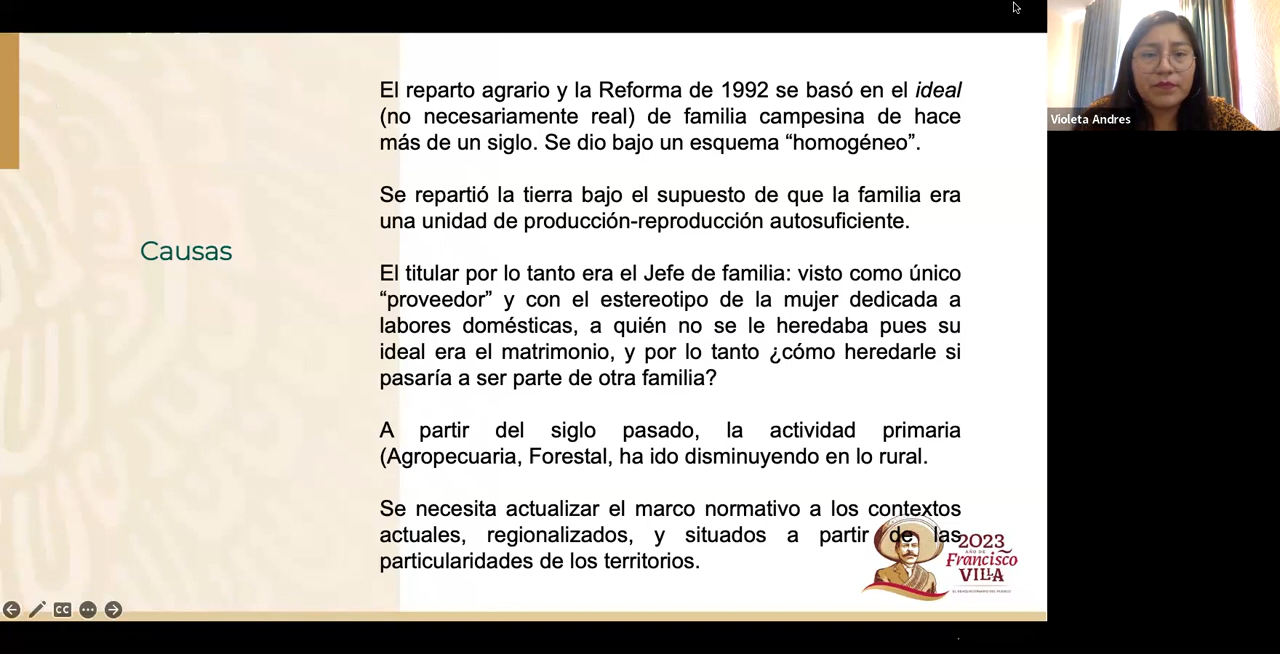 El reparto agrario y la Reforma de 1992 se basó en el ideal
(no necesariamente real) de familia campesina de hace
más de un siglo. Se dio bajo un esquema “homogéneo”.
Se repartió la tierra bajo el supuesto de que la familia era
una unidad de producción-reproducción autosuficiente.
Causas
El titular por lo tanto era el Jefe de familia: visto como único
“proveedor” y con el estereotipo de la mujer dedicada a
labores domésticas, a quién no se le heredaba pues su
ideal era el matrimonio, y por lo tanto ¿cómo heredarle si
pasaría a ser parte de otra familia?
A partir del siglo pasado, la actividad primaria
(Agropecuaria, Forestal, ha ido disminuyendo en lo rural.
Se necesita actualizar el marco normativo a los contextos
actuales, regionalizados, y situados a partir de las
particularidades de los territorios.
2023
AÑO DE
Francisco
VILLA
EL REVOLUCIONARIO DEL PUEBLO
CC
Violeta Andres